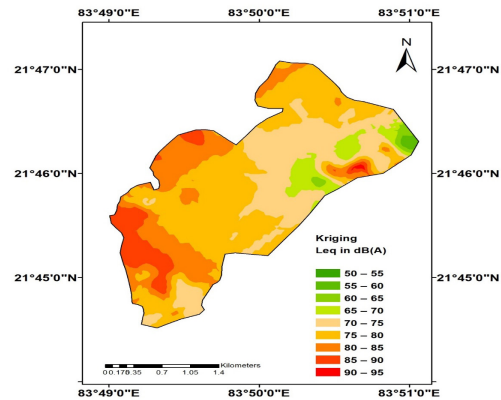 83°49'0"E 83°50'0"E 83°51'0"E
N
21°47'0"N 21°47'0"N
21°46'0"N 21°46'0"N
21°45'0"N 21°45'0"N
Kriging
Leq in dB(A)
50 – 55
55 – 60
60 – 65
65 – 70
70 – 75
75 – 80
80 – 85
85 – 90
90 – 95
Kilometers
0 0.175 0.35 0.7 1.05 1.4
83°49'0"E 83°50'0"E 83°51'0"E